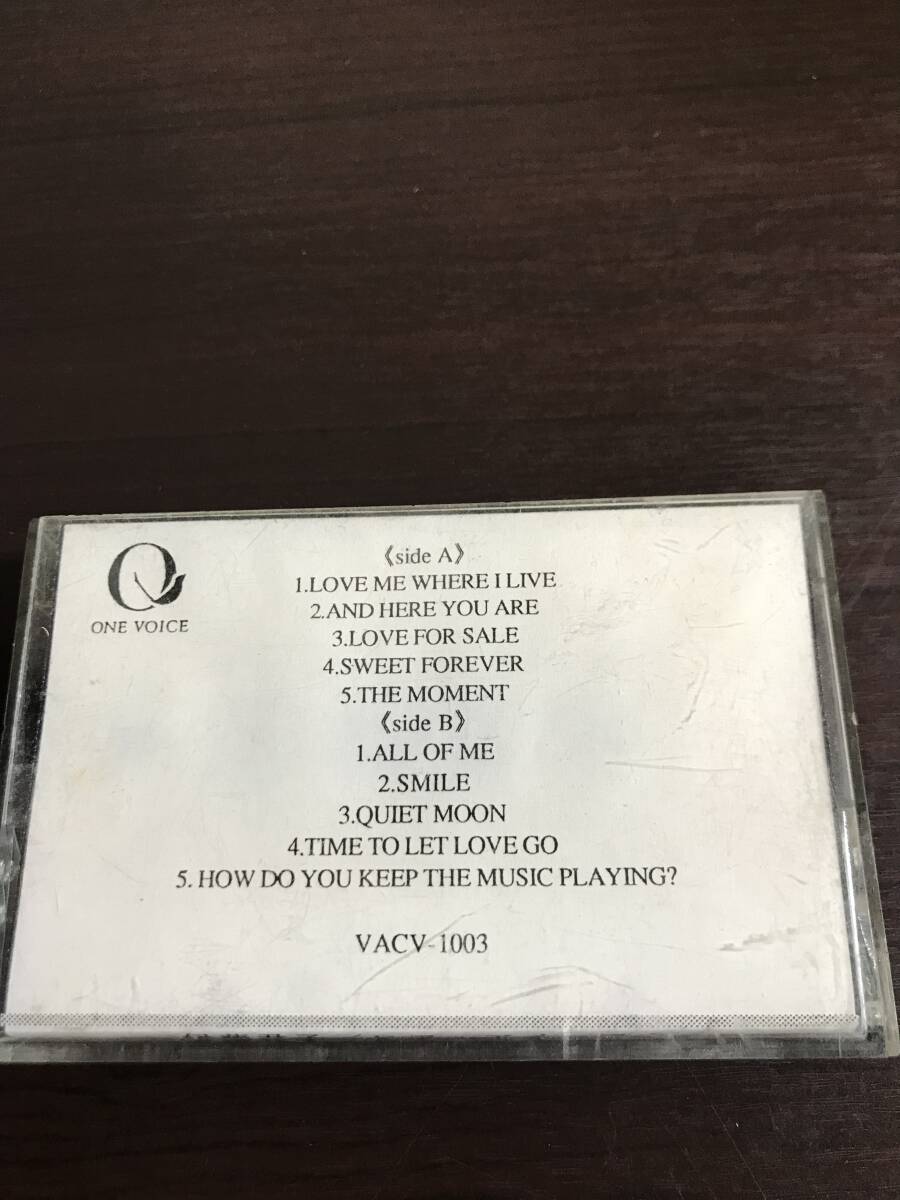 ONE VOICE
《side A》
1.LOVE ME WHERE I LIVE
2.AND HERE YOU ARE
3.LOVE FOR SALE
4.SWEET FOREVER
5.THE MOMENT
《side B》
1.ALL OF ME
2.SMILE
3.QUIET MOON
4.TIME TO LET LOVE GO
5. HOW DO YOU KEEP THE MUSIC PLAYING?
VACV-1003